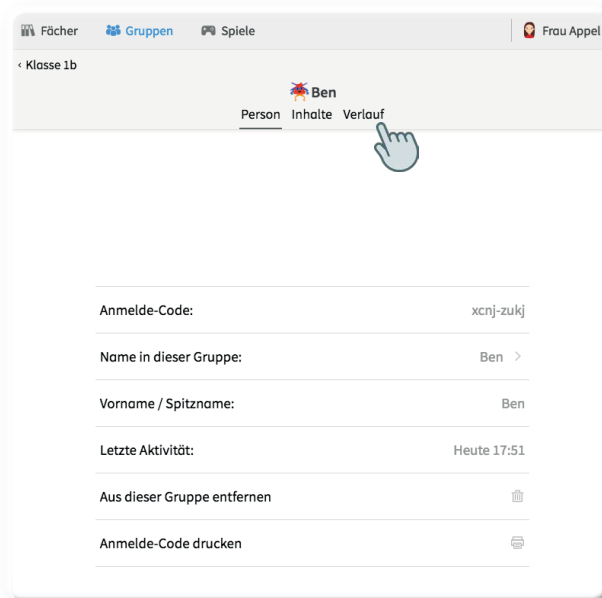 Fächer Gruppen Spiele Frau Appel
‹ Klasse 1b
Ben
Person Inhalte Verlauf
Anmelde-Code: xcnj-zukj
Name in dieser Gruppe: Ben >
Vorname / Spitzname: Ben
Letzte Aktivität: Heute 17:51
Aus dieser Gruppe entfernen
Anmelde-Code drucken